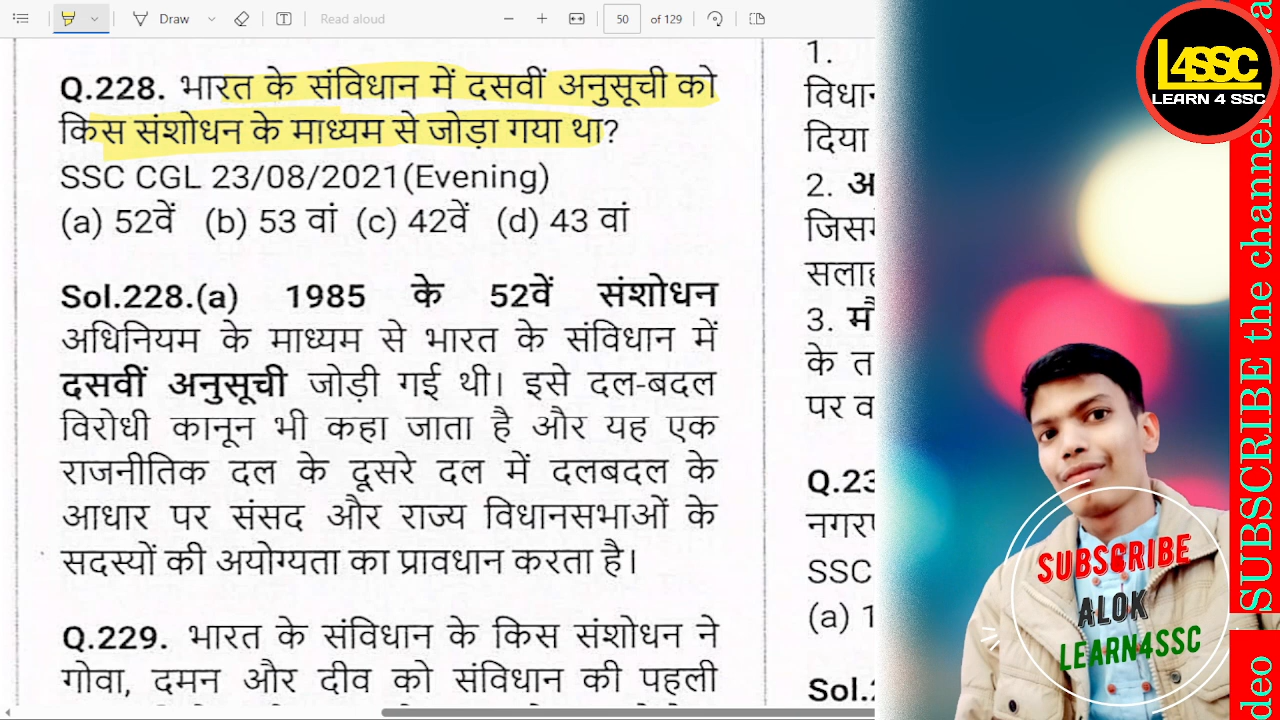 Draw
Read aloud
50 of 129
Q.228. भारत के संविधान में दसवीं अनुसूची को
किस संशोधन के माध्यम से जोड़ा गया था?
SSC CGL 23/08/2021(Evening)
(a) 52वें (b) 53 वां (c) 42वें (d) 43 वां
Sol.228.(a) 1985 के 52वें संशोधन
अधिनियम के माध्यम से भारत के संविधान में
दसवीं अनुसूची जोड़ी गई थी। इसे दल-बदल
विरोधी कानून भी कहा जाता है और यह एक
राजनीतिक दल के दूसरे दल में दलबदल के
आधार पर संसद और राज्य विधानसभाओं के
सदस्यों की अयोग्यता का प्रावधान करता है।
Q.229. भारत के संविधान के किस संशोधन ने
गोवा, दमन और दीव को संविधान की पहली
1.
दिया
2.
3.
के
पर
SSC
(a) 1
L4SSC
LEARN 4 SSC
SUBSCRIBE the channel
SUBSCRIBE
ALOK
LEARN4SSC